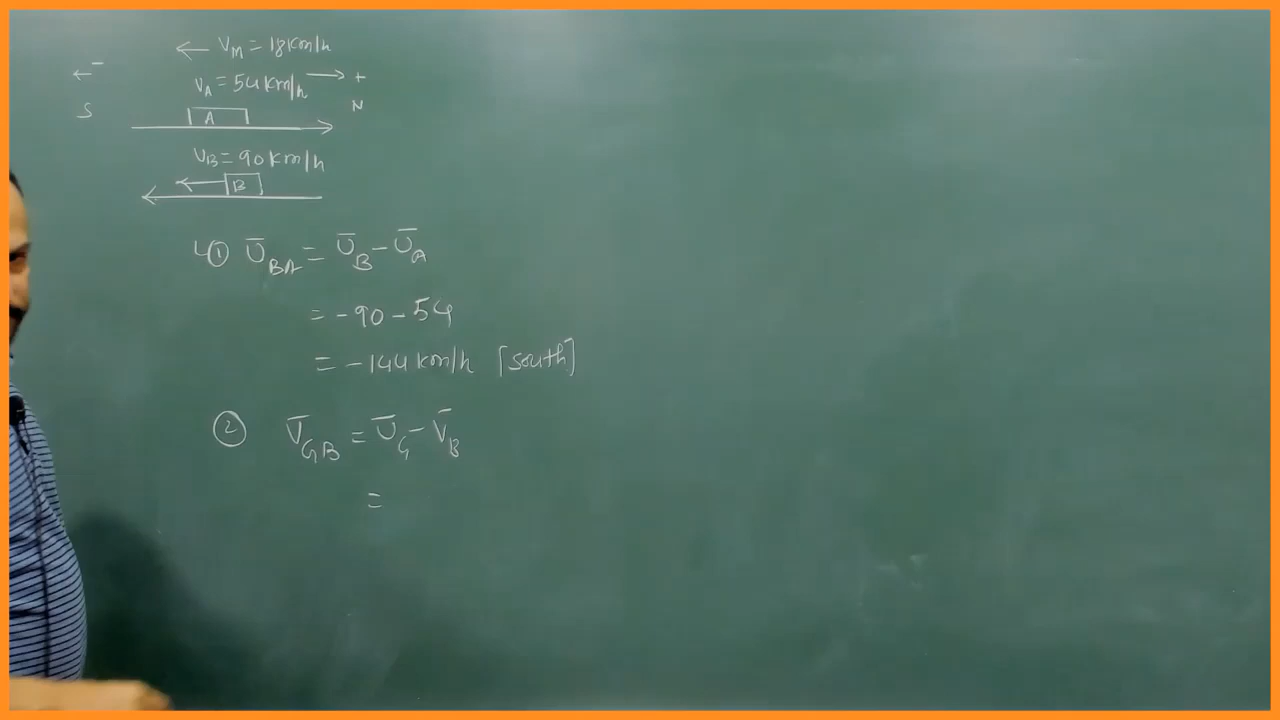 ← V_M = 18 km/h
← -
V_A = 54 km/h → +
S
N
A
V_B = 90 km/h
B
① V̅_BA = V̅_B - V̅_A
= -90 - 54
= -144 km/h [south]
② V̅_GB = V̅_G - V̅_B
=